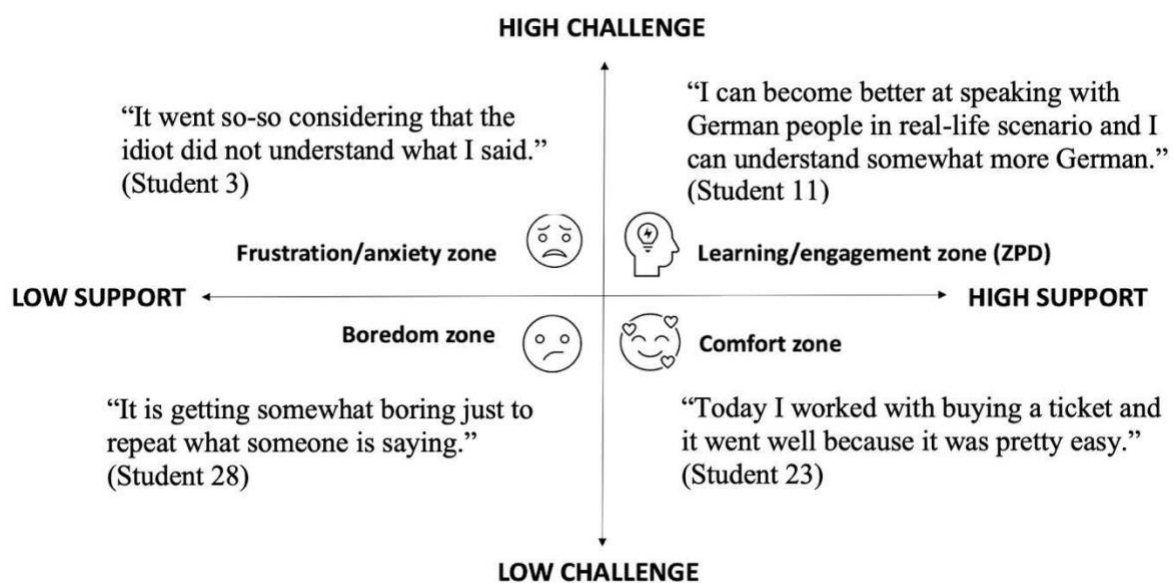 HIGH CHALLENGE
“It went so-so considering that the
idiot did not understand what I said.”
(Student 3)
“I can become better at speaking with
German people in real-life scenario and I
can understand somewhat more German.”
(Student 11)
Frustration/anxiety zone
Learning/engagement zone (ZPD)
LOW SUPPORT
HIGH SUPPORT
Boredom zone
Comfort zone
“It is getting somewhat boring just to
repeat what someone is saying.”
(Student 28)
“Today I worked with buying a ticket and
it went well because it was pretty easy.”
(Student 23)
LOW CHALLENGE